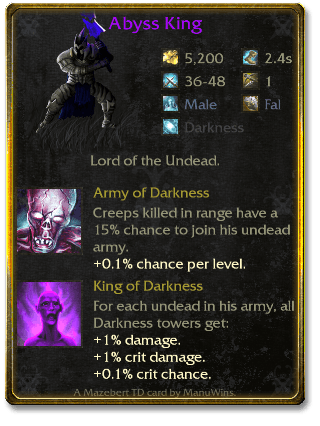 Abyss King
5,200 2.4s
36-48 1
Male Fal
Darkness
Lord of the Undead.
Army of Darkness
Creeps killed in range have a
15% chance to join his undead
army.
+0.1% chance per level.
King of Darkness
For each undead in his army, all
Darkness towers get:
+1% damage.
+1% crit damage.
+0.1% crit chance.
A Mazebert TD card by ManuWins.